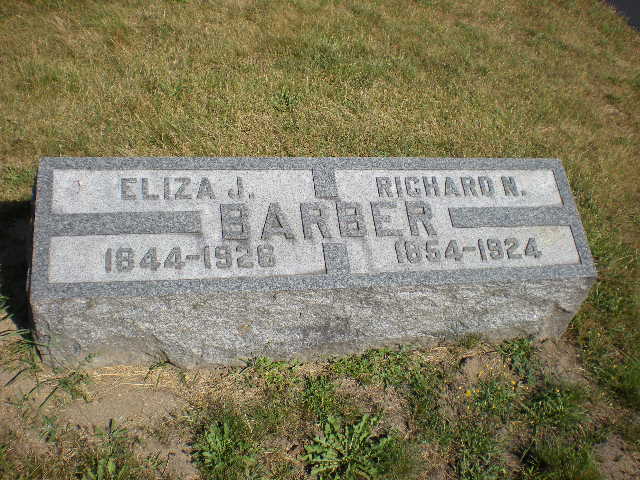 ELIZA J. RICHARD N.
BARBER
1844-1926 1854-1924